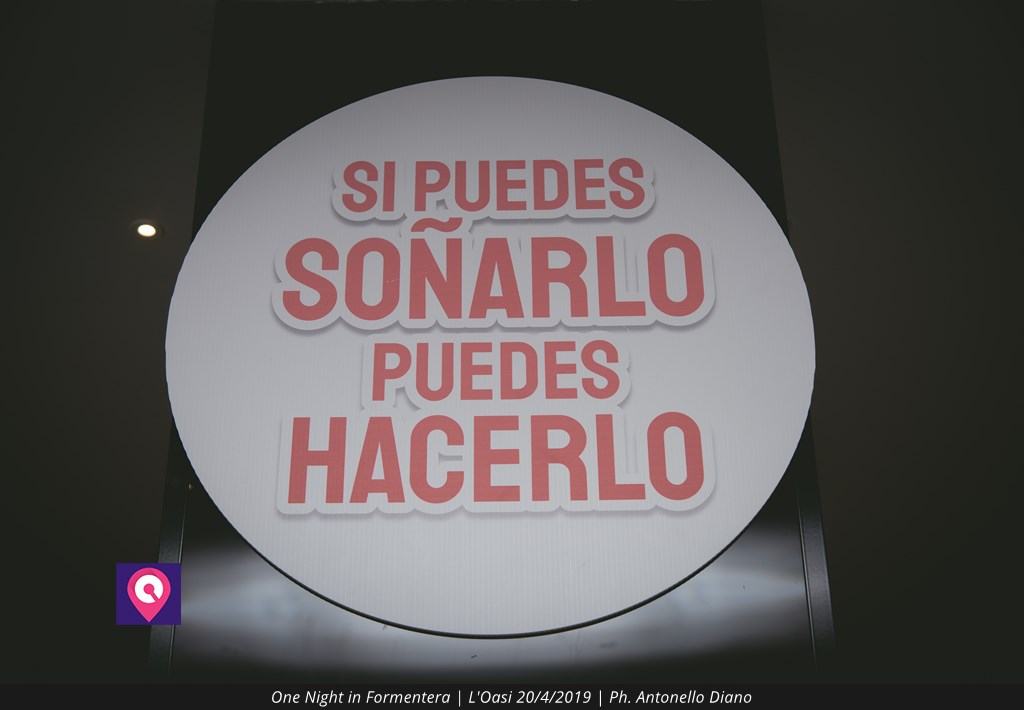 SI PUEDES
SOÑARLO
PUEDES
HACERLO
One Night in Formentera | L'Oasi 20/4/2019 | Ph. Antonello Diano